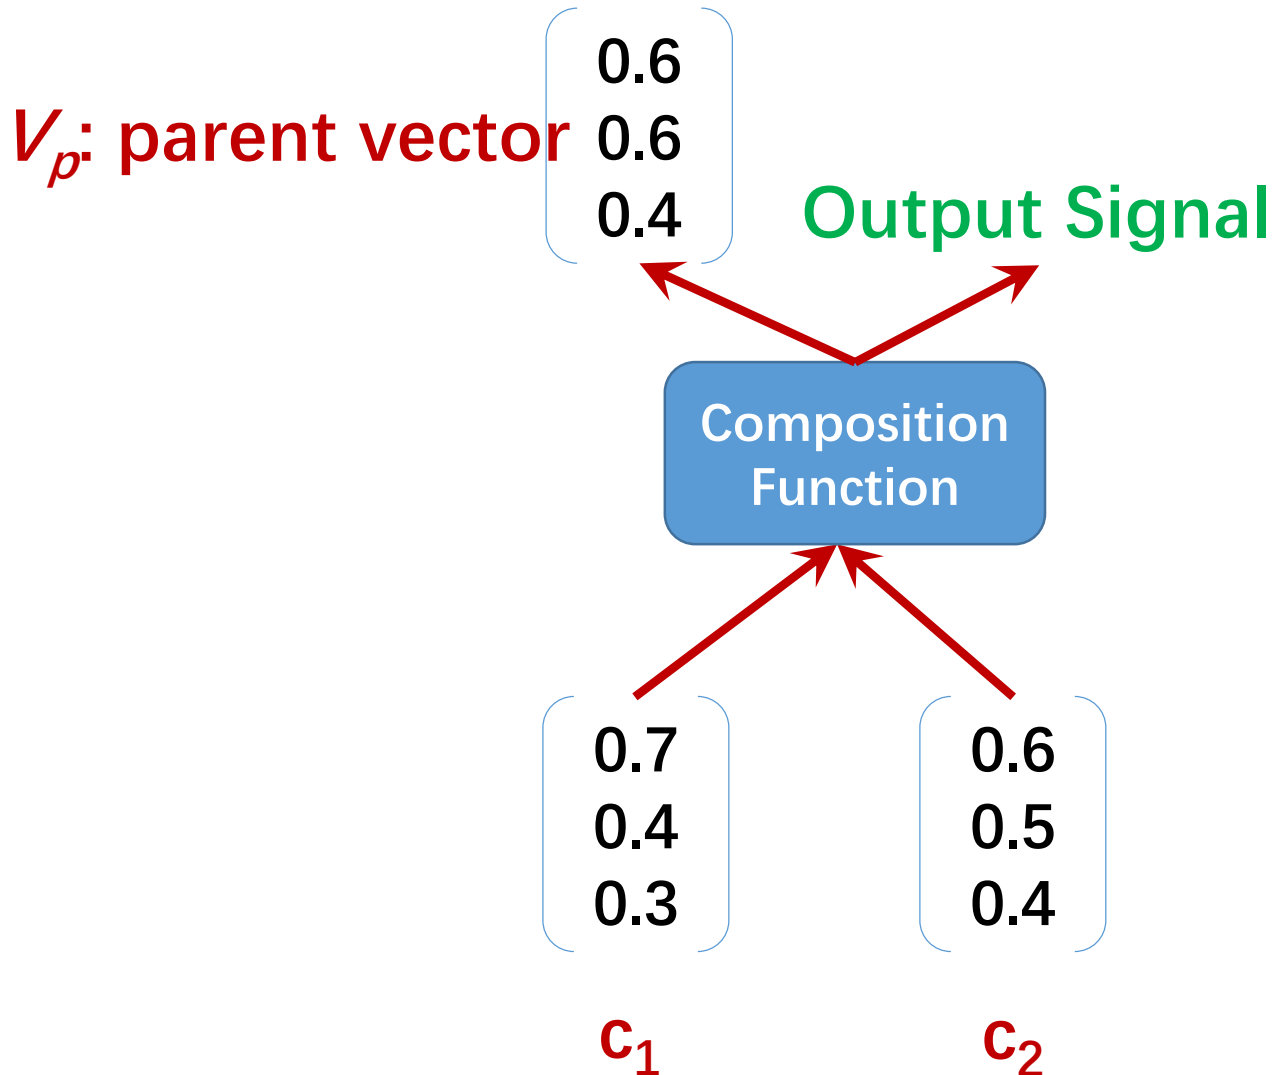 0.6
V_p: parent vector 0.6
0.4
Output Signal
Composition
Function
0.7
0.4
0.3
0.6
0.5
0.4
c₁
c₂